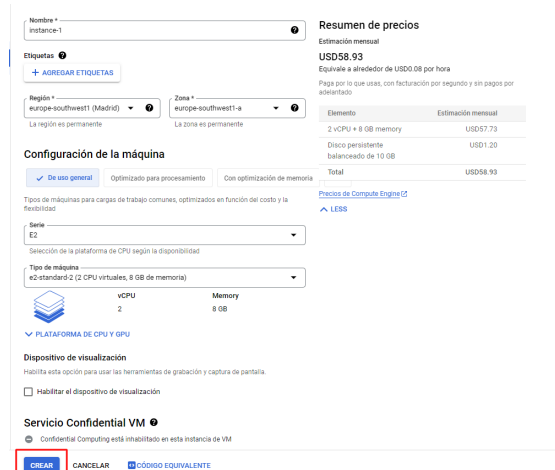 Nombre *
instance-1
Etiquetas
+ AGREGAR ETIQUETAS
Región *
europe-southwest1 (Madrid)
La región es permanente
Zona *
europe-southwest1-a
La zona es permanente
Configuración de la máquina
De uso general
Optimizado para procesamiento
Con optimización de memoria
Tipos de máquinas para cargas de trabajo comunes, optimizados en función del costo y la
flexibilidad
Serie
E2
Selección de la plataforma de CPU según la disponibilidad
Tipo de máquina
e2-standard-2 (2 CPU virtuales, 8 GB de memoria)
vCPU
2
Memory
8 GB
PLATAFORMA DE CPU Y GPU
Dispositivo de visualización
Habilita esta opción para usar las herramientas de grabación y captura de pantalla.
Habilitar el dispositivo de visualización
Servicio Confidential VM
Confidential Computing está inhabilitado en esta instancia de VM
CREAR
CANCELAR
CÓDIGO EQUIVALENTE
Resumen de precios
Estimación mensual
USD58.93
Equivale a alrededor de USD0.08 por hora
Paga por lo que usas, con facturación por segundo y sin pagos por
adelantado
Elemento Estimación mensual
2 vCPU + 8 GB memory USD57.73
Disco persistente USD1.20
balanceado de 10 GB
Total USD58.93
Precios de Compute Engine
LESS